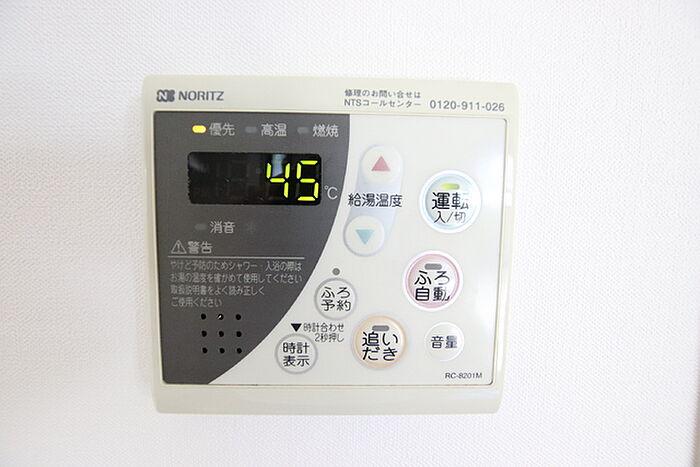 NORITZ
修理のお問い合せは
NTSコールセンター 0120-911-026
優先 高温 燃焼
45℃
給湯温度
運転
入/切
消音
警告
やけど予防のためシャワー・入浴の際は
お湯の温度を確かめて使用してください
取扱説明書をよく読み正しく
ご使用ください
ふろ
自動
ふろ
予約
▼時計合わせ
2秒押し
時計
表示
追い
だき
音量
RC-8201M